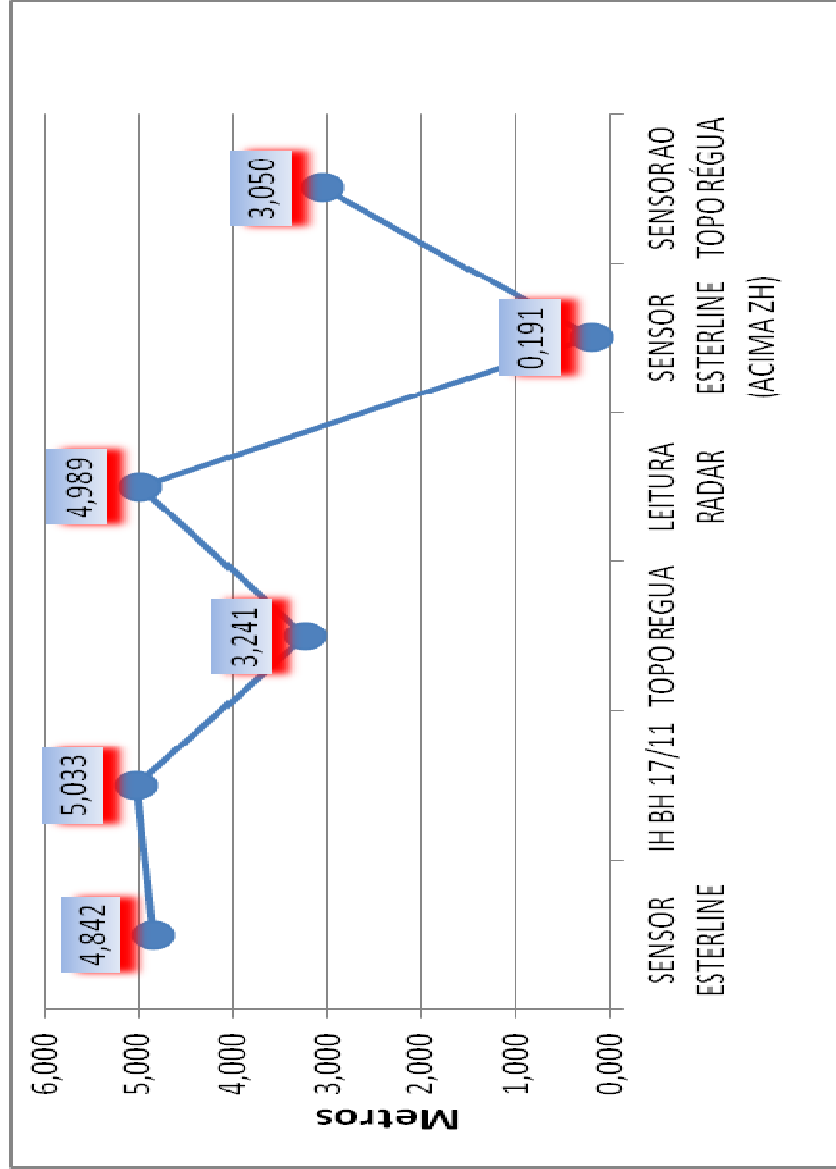 6,000
5,000
4,000
3,000
2,000
1,000
0,000
Metros
4,842
5,033
3,241
4,989
0,191
3,050
SENSOR
ESTERLINE
IH BH 17/11
TOPO REGUA
LEITURA
RADAR
SENSOR
ESTERLINE
(ACIMA ZH)
SENSOR AO
TOPO RÉGUA